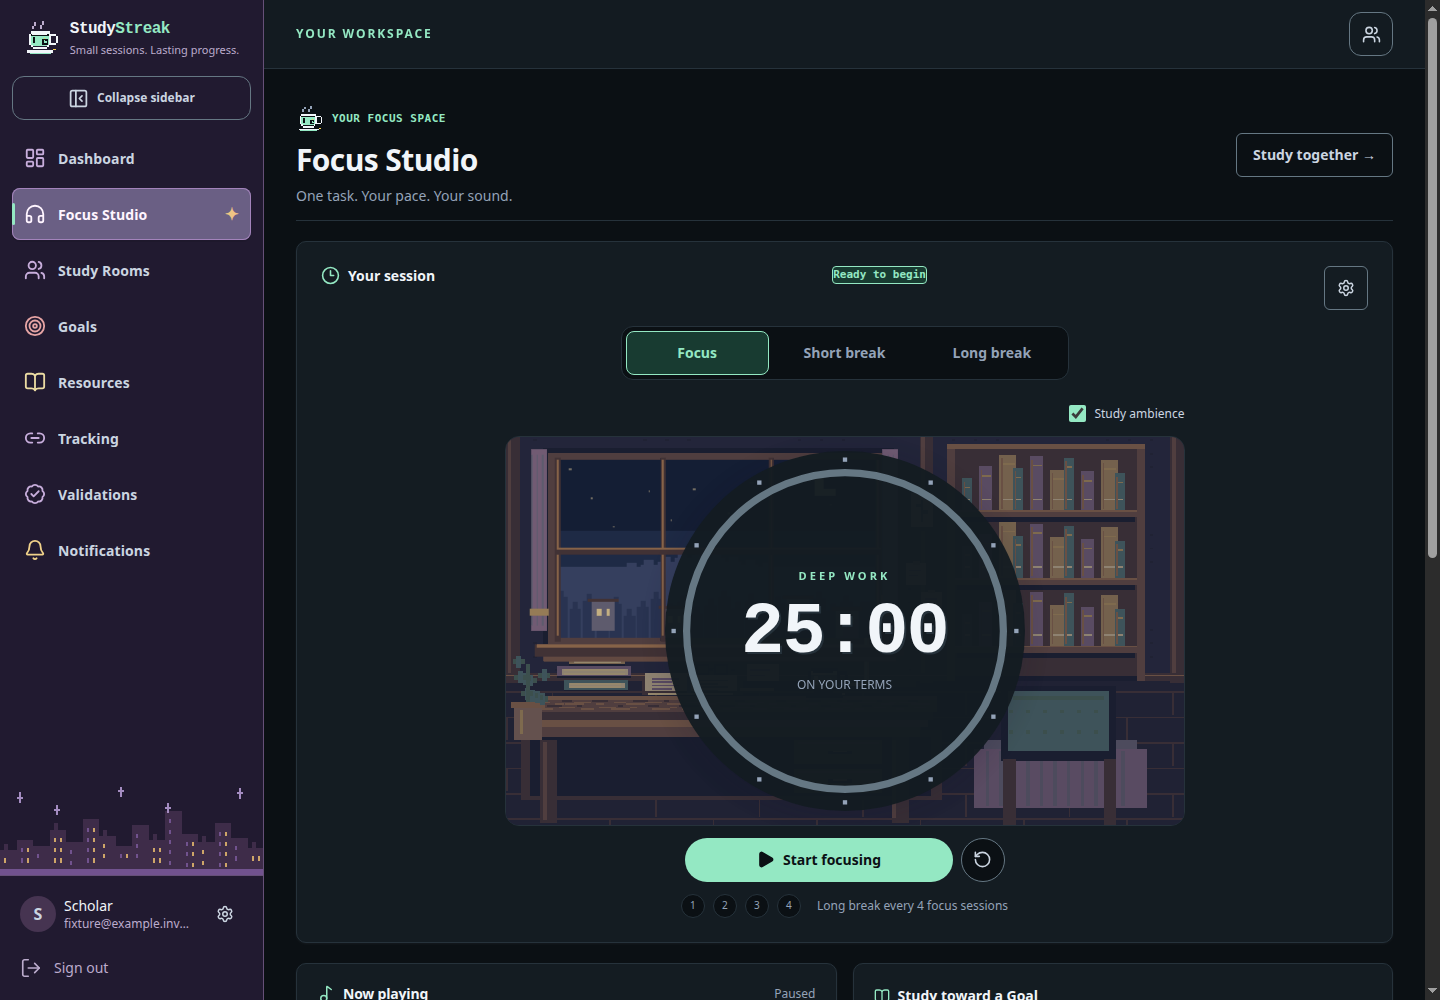 StudyStreak
Small sessions. Lasting progress.
Collapse sidebar
Dashboard
Focus Studio
Study Rooms
Goals
Resources
Tracking
Validations
Notifications
S
Scholar
fixture@example.inv...
Sign out
YOUR WORKSPACE
YOUR FOCUS SPACE
Focus Studio
One task. Your pace. Your sound.
Study together →
Your session
Ready to begin
Focus
Short break
Long break
Study ambience
DEEP WORK
25:00
ON YOUR TERMS
Start focusing
1 2 3 4 Long break every 4 focus sessions
Now playing
Paused
Study toward a Goal